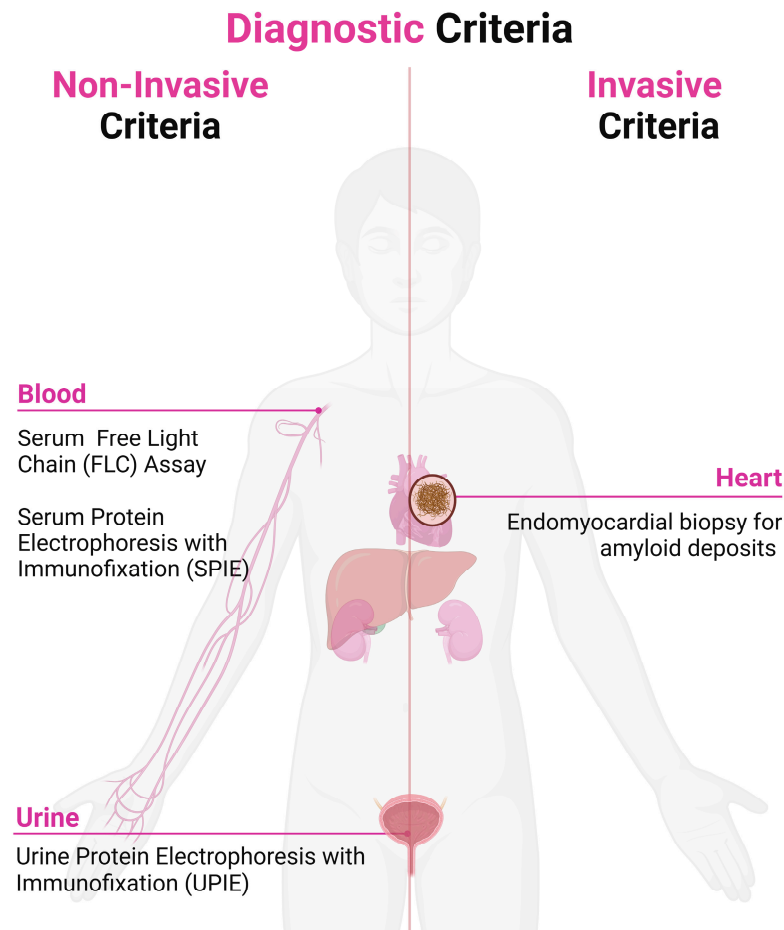 Diagnostic Criteria
Non-Invasive
Criteria
Invasive
Criteria
Blood
Serum Free Light
Chain (FLC) Assay
Serum Protein
Electrophoresis with
Immunofixation (SPIE)
Heart
Endomyocardial biopsy for
amyloid deposits
Urine
Urine Protein Electrophoresis with
Immunofixation (UPIE)